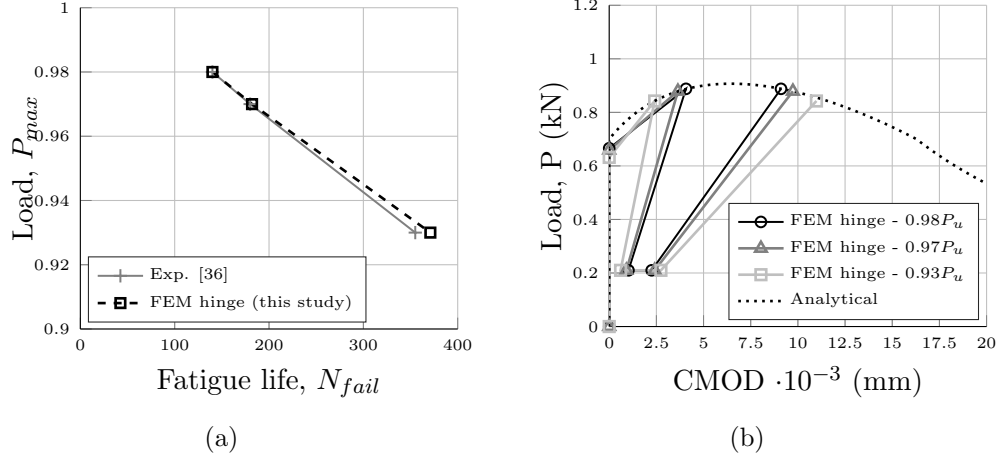 1
0.98
0.96
0.94
0.92
0.9
0
100
200
300
400
Load, P_max
Fatigue life, N_fail
Exp. [36]
FEM hinge (this study)
(a)
1.2
1
0.8
0.6
0.4
0.2
0
0
2.5
5
7.5
10
12.5
15
17.5
20
Load, P (kN)
CMOD ·10⁻³ (mm)
FEM hinge - 0.98P_u
FEM hinge - 0.97P_u
FEM hinge - 0.93P_u
Analytical
(b)